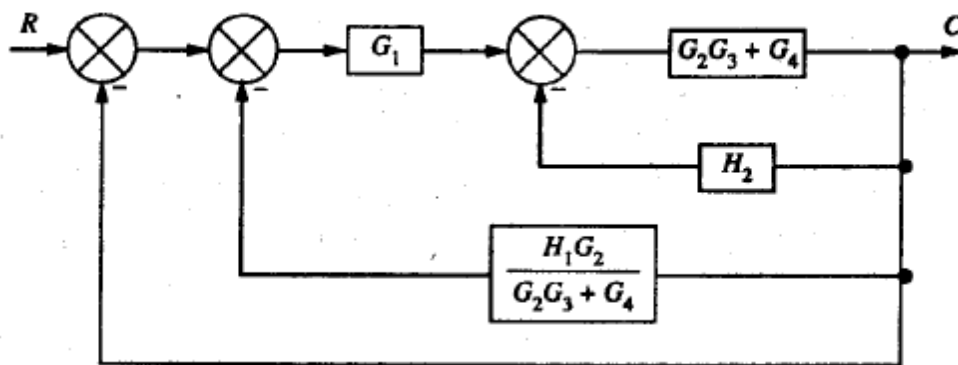 R
C
G₁
G₂G₃ + G₄
−
−
−
H₂
H₁G₂
G₂G₃ + G₄